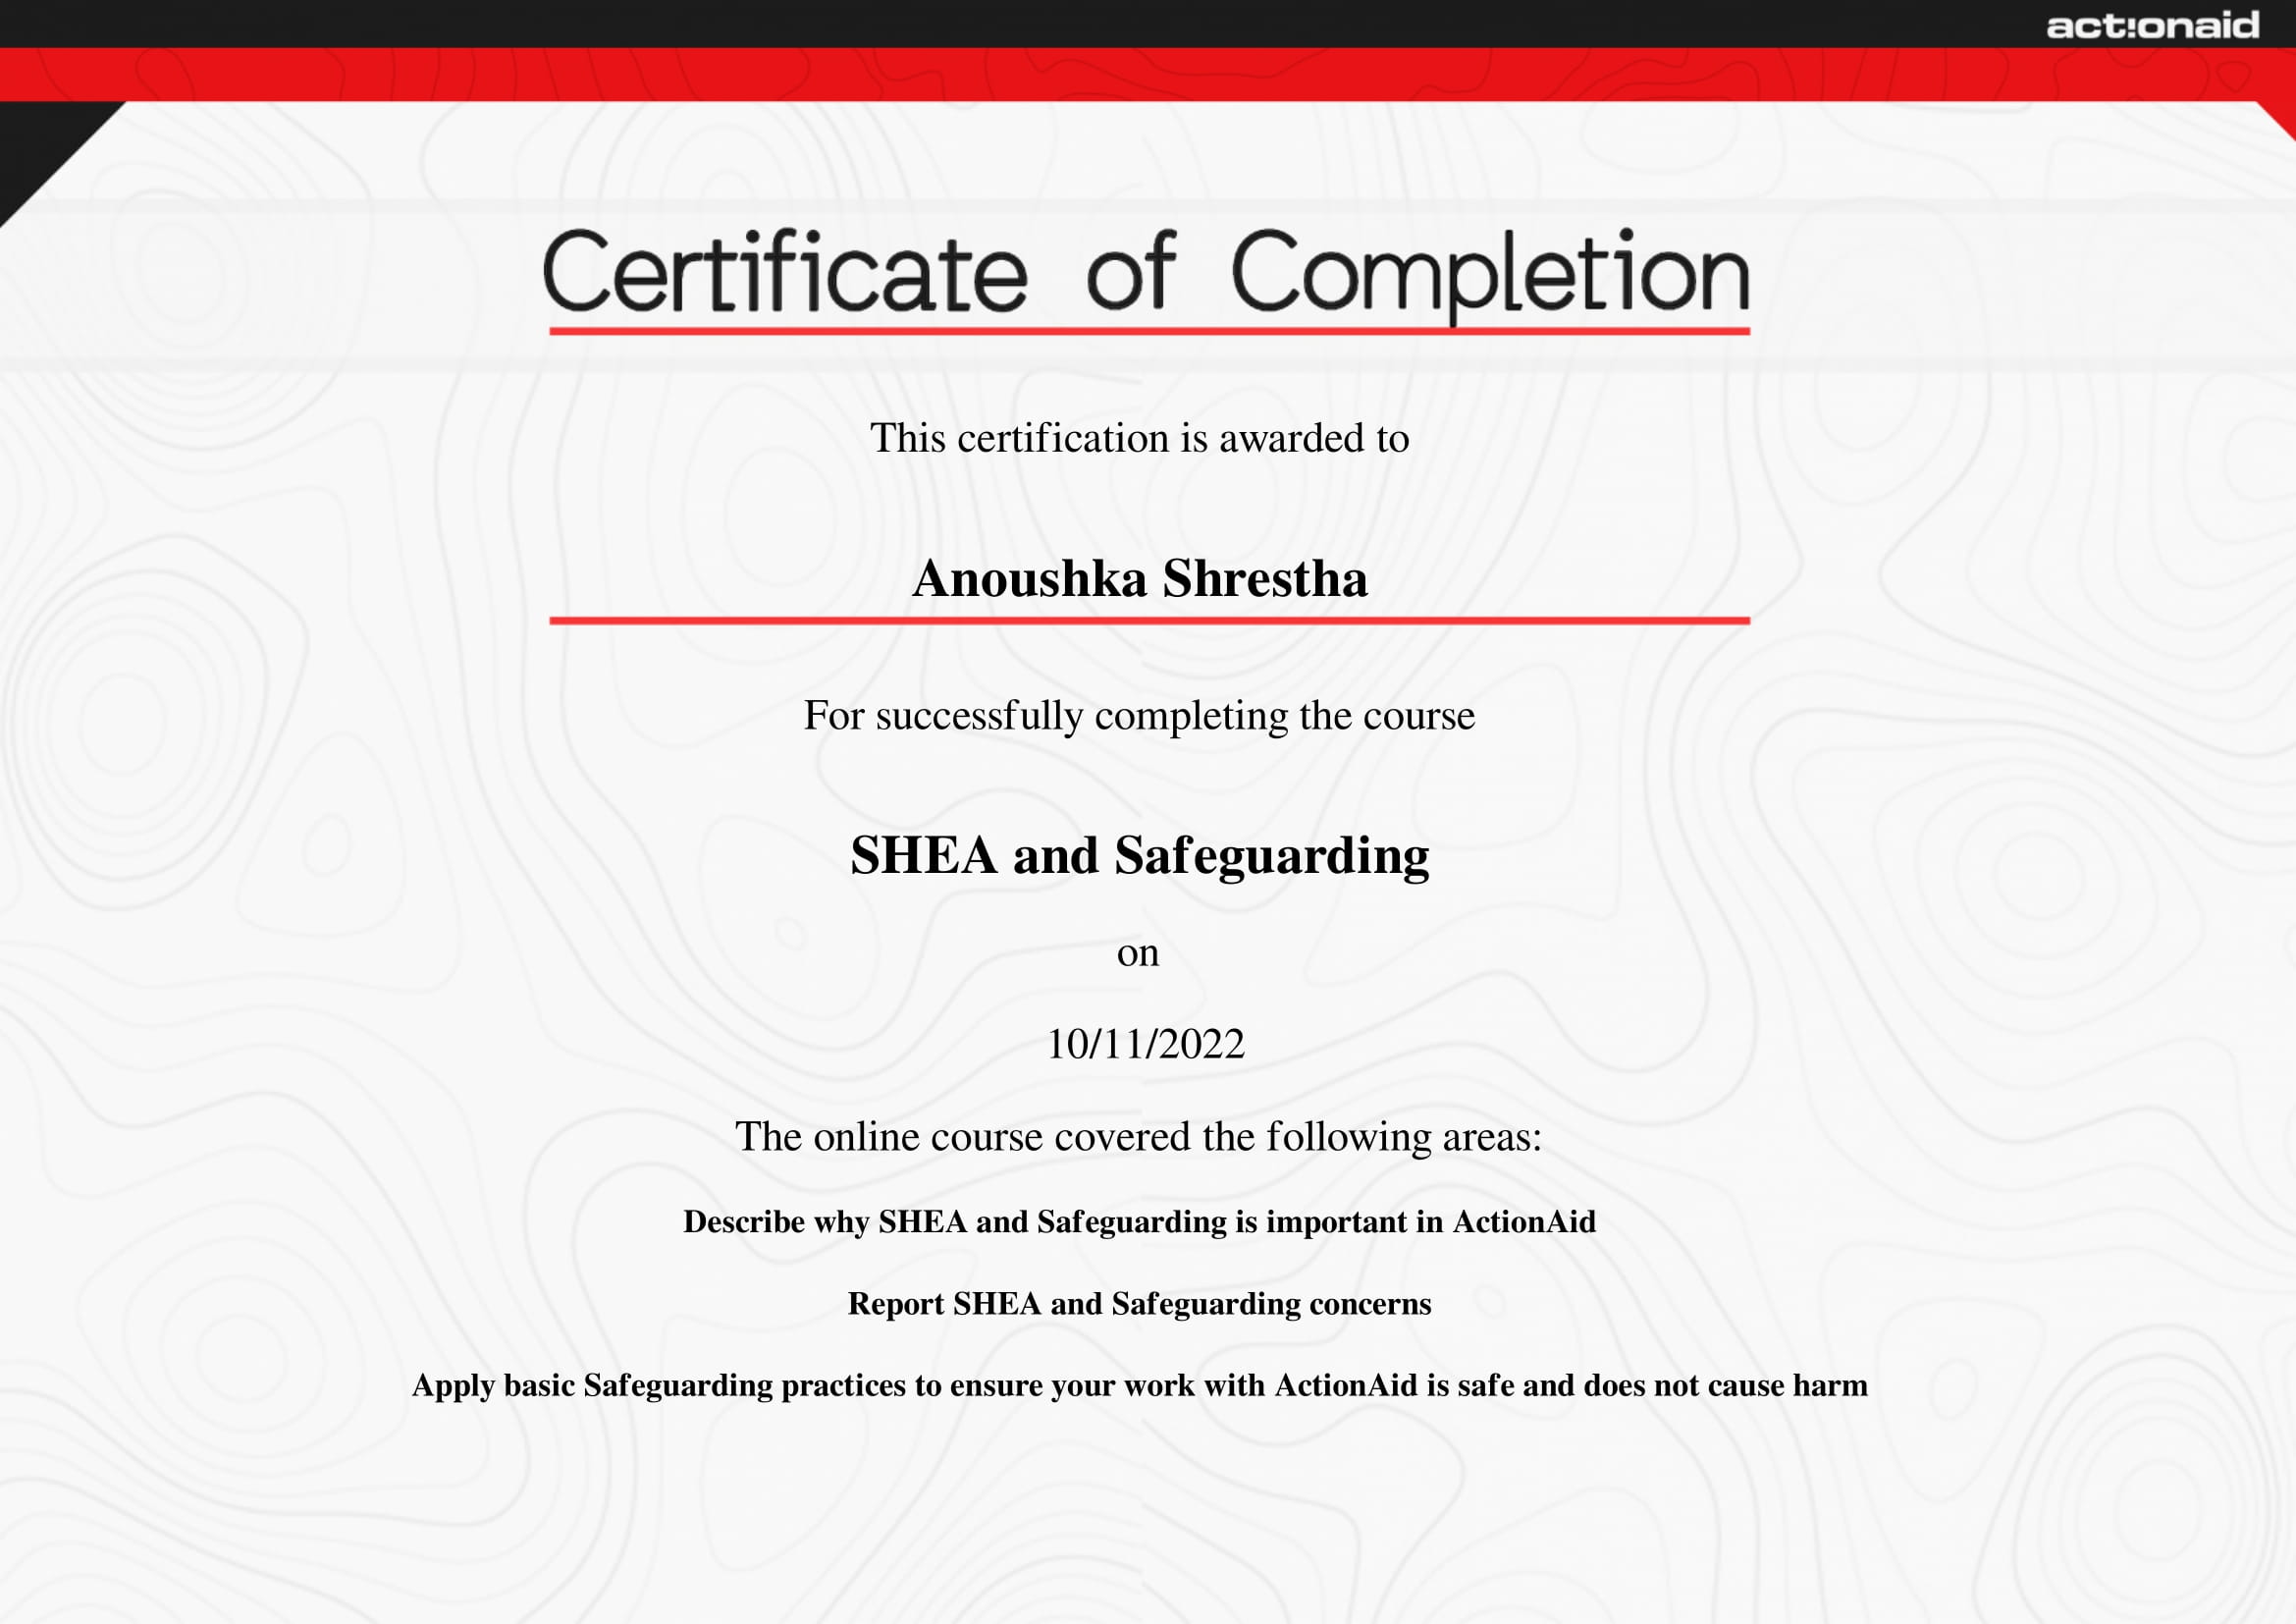 act!onaid
Certificate of Completion
This certification is awarded to
Anoushka Shrestha
For successfully completing the course
SHEA and Safeguarding
on
10/11/2022
The online course covered the following areas:
Describe why SHEA and Safeguarding is important in ActionAid
Report SHEA and Safeguarding concerns
Apply basic Safeguarding practices to ensure your work with ActionAid is safe and does not cause harm